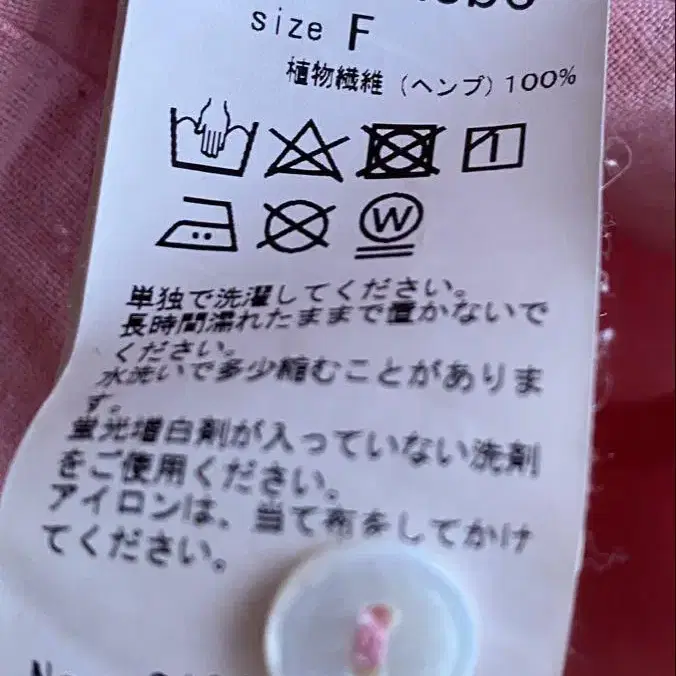 size F
植物繊維 (ヘンプ) 100%
W
単独で洗濯してください。
長時間濡れたままで置かないで
ください。
水洗いで多少縮むことがありま
す。
蛍光増白剤が入っていない洗剤
をご使用ください。
アイロンは、当て布をしてかけ
てください。